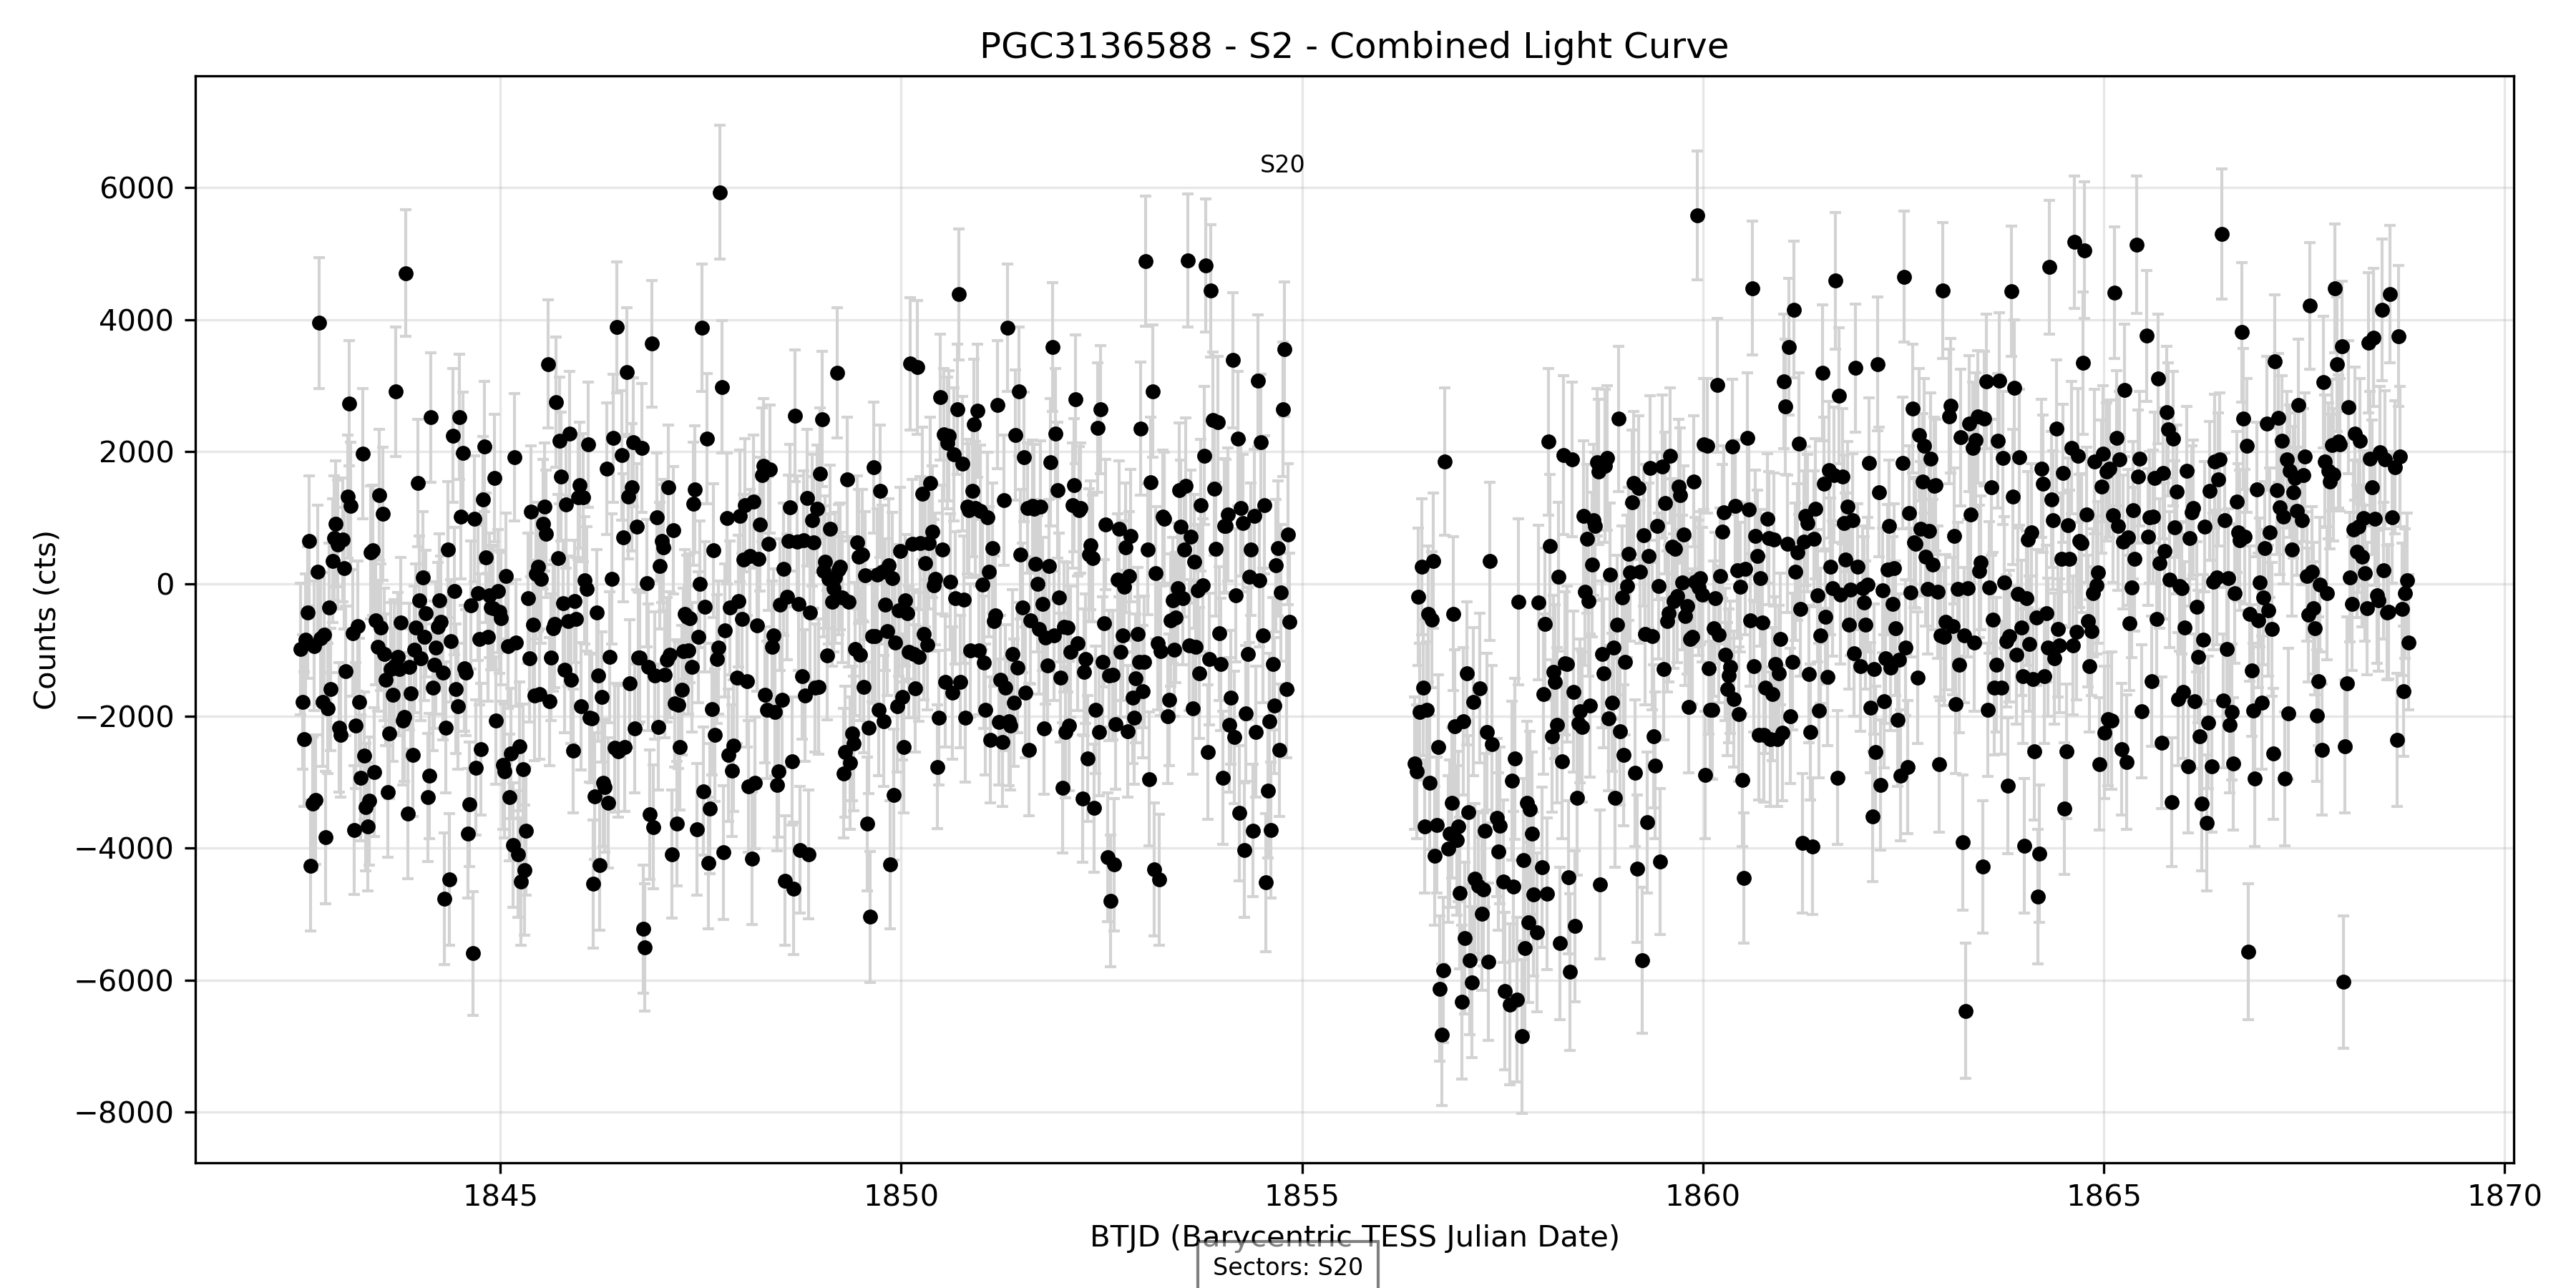 PGC3136588 - S2 - Combined Light Curve
S20
6000
4000
2000
0
−2000
−4000
−6000
−8000
Counts (cts)
1845 1850 1855 1860 1865 1870
BTJD (Barycentric TESS Julian Date)
Sectors: S20